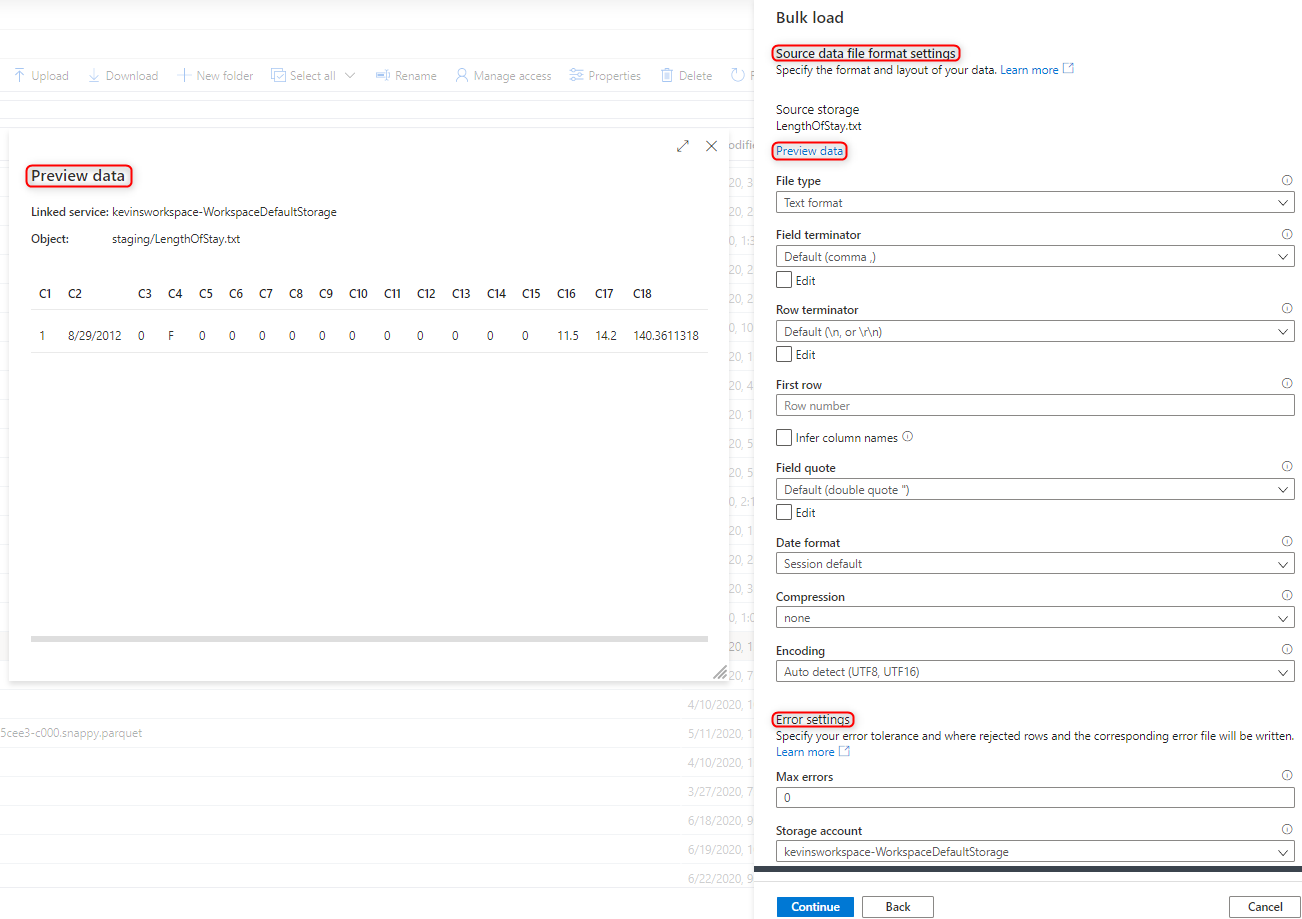 Upload Download New folder Select all Rename Manage access Properties Delete
Preview data
Linked service: kevinsworkspace-WorkspaceDefaultStorage
Object: staging/LengthOfStay.txt
C1 C2 C3 C4 C5 C6 C7 C8 C9 C10 C11 C12 C13 C14 C15 C16 C17 C18
1 8/29/2012 0 F 0 0 0 0 0 0 0 0 0 0 0 11.5 14.2 140.3611318
4/10/2020, 1
5cee3-c000.snappy.parquet 5/11/2020, 1
4/10/2020, 1
3/27/2020, 7
6/18/2020, 9
6/19/2020, 1
6/22/2020, 9
Bulk load
Source data file format settings
Specify the format and layout of your data. Learn more
Source storage
LengthOfStay.txt
Preview data
File type
Text format
Field terminator
Default (comma ,)
Edit
Row terminator
Default (\n, or \r\n)
Edit
First row
Row number
Infer column names
Field quote
Default (double quote ")
Edit
Date format
Session default
Compression
none
Encoding
Auto detect (UTF8, UTF16)
Error settings
Specify your error tolerance and where rejected rows and the corresponding error file will be written.
Learn more
Max errors
0
Storage account
kevinsworkspace-WorkspaceDefaultStorage
Continue Back Cancel